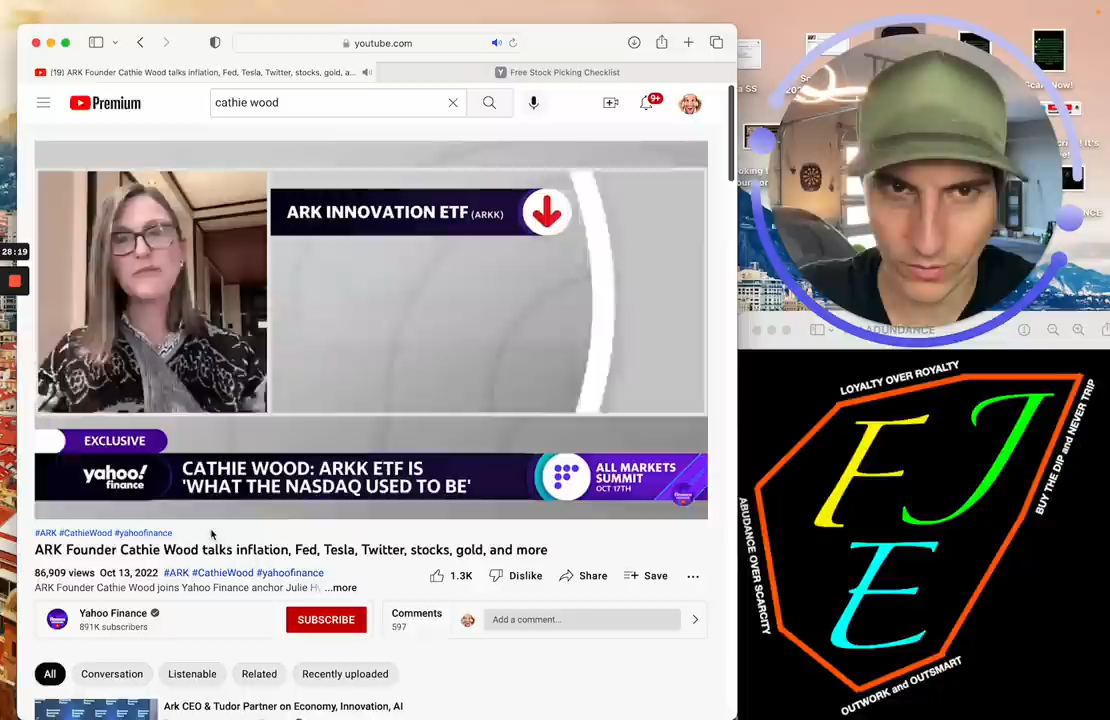 youtube.com
(19) ARK Founder Cathie Wood talks inflation, Fed, Tesla, Twitter, stocks, gold, a...
Y Free Stock Picking Checklist
Premium
cathie wood
9+
28:19
ARK INNOVATION ETF (ARKK)
EXCLUSIVE
yahoo!
finance
CATHIE WOOD: ARKK ETF IS
'WHAT THE NASDAQ USED TO BE'
ALL MARKETS
SUMMIT
OCT 17TH
#ARK #CathieWood #yahoofinance
ARK Founder Cathie Wood talks inflation, Fed, Tesla, Twitter, stocks, gold, and more
86,909 views Oct 13, 2022 #ARK #CathieWood #yahoofinance
1.3K
Dislike
Share
Save
ARK Founder Cathie Wood joins Yahoo Finance anchor Julie ...more
Yahoo Finance
891K subscribers
SUBSCRIBE
Comments
597
Add a comment...
All
Conversation
Listenable
Related
Recently uploaded
Ark CEO & Tudor Partner on Economy, Innovation, AI
LOYALTY OVER ROYALTY
BUY THE DIP and NEVER TRIP
F J
E
ABUDANCE OVER SCARCITY
OUTWORK and OUTSMART